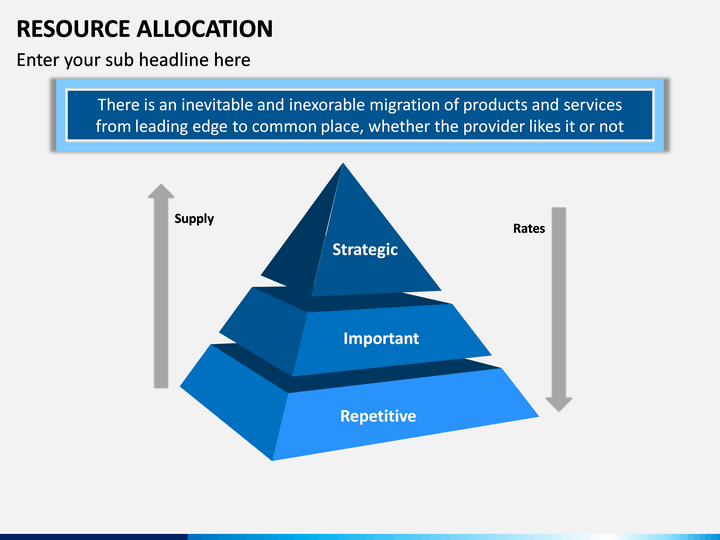 RESOURCE ALLOCATION
Enter your sub headline here
There is an inevitable and inexorable migration of products and services
from leading edge to common place, whether the provider likes it or not
Supply
Rates
Strategic
Important
Repetitive